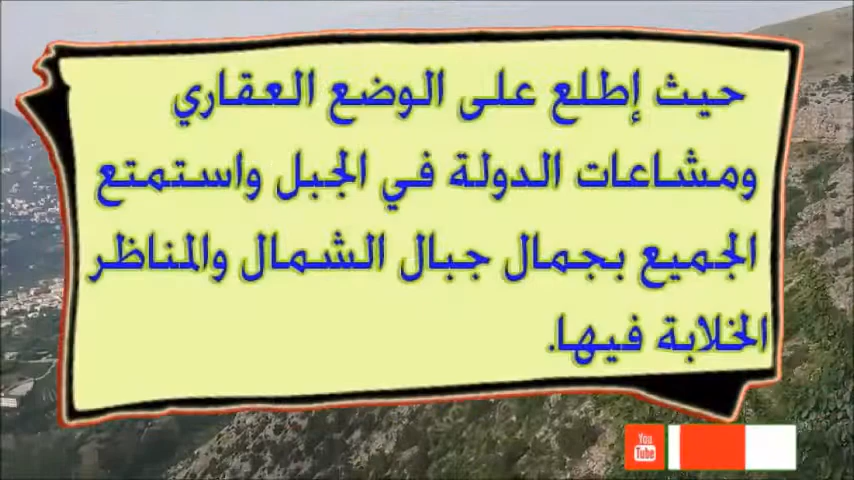 حيث إطلع على الوضع العقاري
ومشاعات الدولة في الجبل واستمتع
الجميع بجمال جبال الشمال والمناظر
الخلابة فيها.
You
Tube